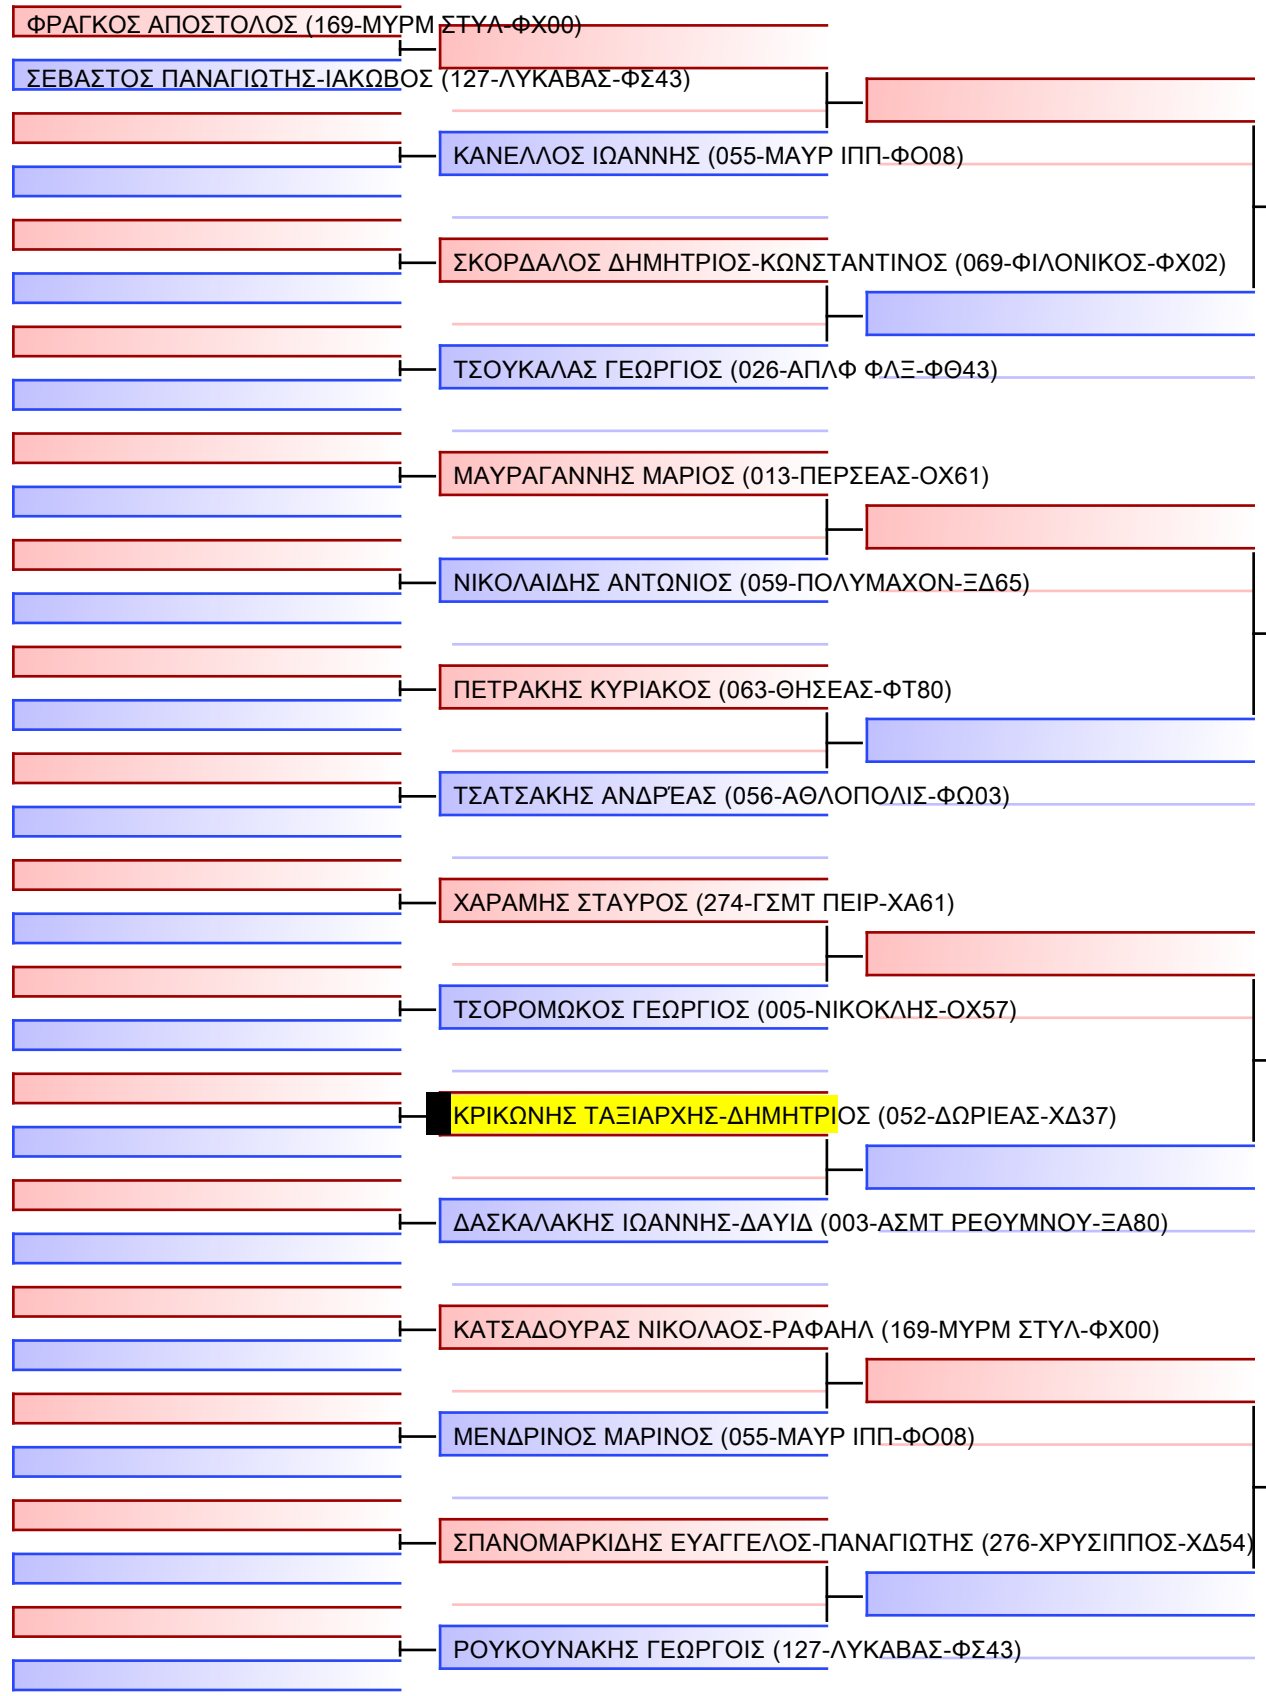 ΦΡΑΓΚΟΣ ΑΠΟΣΤΟΛΟΣ (169-ΜΥΡΜ ΣΤΥΛ-ΦΧ00)
ΣΕΒΑΣΤΟΣ ΠΑΝΑΓΙΩΤΗΣ-ΙΑΚΩΒΟΣ (127-ΛΥΚΑΒΑΣ-ΦΣ43)
ΚΑΝΕΛΛΟΣ ΙΩΑΝΝΗΣ (055-ΜΑΥΡ ΙΠΠ-ΦΟ08)
ΣΚΟΡΔΑΛΟΣ ΔΗΜΗΤΡΙΟΣ-ΚΩΝΣΤΑΝΤΙΝΟΣ (069-ΦΙΛΟΝΙΚΟΣ-ΦΧ02)
ΤΣΟΥΚΑΛΑΣ ΓΕΩΡΓΙΟΣ (026-ΑΠΛΦ ΦΛΞ-ΦΘ43)
ΜΑΥΡΑΓΑΝΝΗΣ ΜΑΡΙΟΣ (013-ΠΕΡΣΕΑΣ-ΟΧ61)
ΝΙΚΟΛΑΙΔΗΣ ΑΝΤΩΝΙΟΣ (059-ΠΟΛΥΜΑΧΟΝ-ΞΔ65)
ΠΕΤΡΑΚΗΣ ΚΥΡΙΑΚΟΣ (063-ΘΗΣΕΑΣ-ΦΤ80)
ΤΣΑΤΣΑΚΗΣ ΑΝΔΡΈΑΣ (056-ΑΘΛΟΠΟΛΙΣ-ΦΩ03)
ΧΑΡΑΜΗΣ ΣΤΑΥΡΟΣ (274-ΓΣΜΤ ΠΕΙΡ-ΧΑ61)
ΤΣΟΡΟΜΩΚΟΣ ΓΕΩΡΓΙΟΣ (005-ΝΙΚΟΚΛΗΣ-ΟΧ57)
ΚΡΙΚΩΝΗΣ ΤΑΞΙΑΡΧΗΣ-ΔΗΜΗΤΡΙΟΣ (052-ΔΩΡΙΕΑΣ-ΧΔ37)
ΔΑΣΚΑΛΑΚΗΣ ΙΩΑΝΝΗΣ-ΔΑΥΙΔ (003-ΑΣΜΤ ΡΕΘΥΜΝΟΥ-ΞΑ80)
ΚΑΤΣΑΔΟΥΡΑΣ ΝΙΚΟΛΑΟΣ-ΡΑΦΑΗΛ (169-ΜΥΡΜ ΣΤΥΛ-ΦΧ00)
ΜΕΝΔΡΙΝΟΣ ΜΑΡΙΝΟΣ (055-ΜΑΥΡ ΙΠΠ-ΦΟ08)
ΣΠΑΝΟΜΑΡΚΙΔΗΣ ΕΥΑΓΓΕΛΟΣ-ΠΑΝΑΓΙΩΤΗΣ (276-ΧΡΥΣΙΠΠΟΣ-ΧΔ54)
ΡΟΥΚΟΥΝΑΚΗΣ ΓΕΩΡΓΟΙΣ (127-ΛΥΚΑΒΑΣ-ΦΣ43)